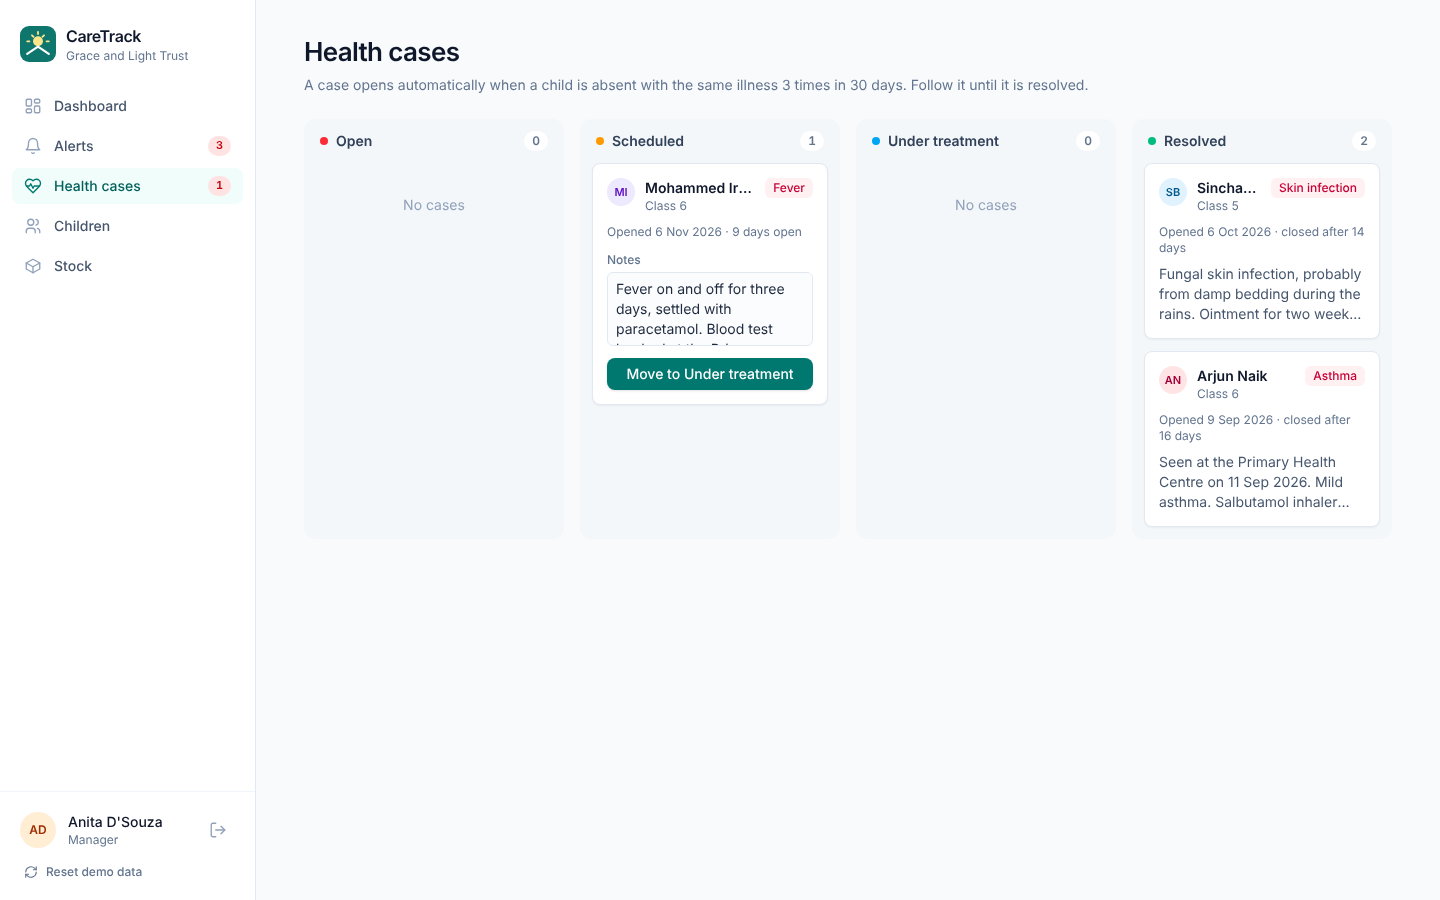 CareTrack
Grace and Light Trust
Dashboard
Alerts 3
Health cases 1
Children
Stock
Anita D'Souza
AD
Manager
Reset demo data
Health cases
A case opens automatically when a child is absent with the same illness 3 times in 30 days. Follow it until it is resolved.
Open 0
No cases
Scheduled 1
MI Mohammed Ir... Fever
Class 6
Opened 6 Nov 2026 · 9 days open
Notes
Fever on and off for three
days, settled with
paracetamol. Blood test
Move to Under treatment
Under treatment 0
No cases
Resolved 2
SB Sincha... Skin infection
Class 5
Opened 6 Oct 2026 · closed after 14
days
Fungal skin infection, probably
from damp bedding during the
rains. Ointment for two week...
AN Arjun Naik Asthma
Class 6
Opened 9 Sep 2026 · closed after
16 days
Seen at the Primary Health
Centre on 11 Sep 2026. Mild
asthma. Salbutamol inhaler...